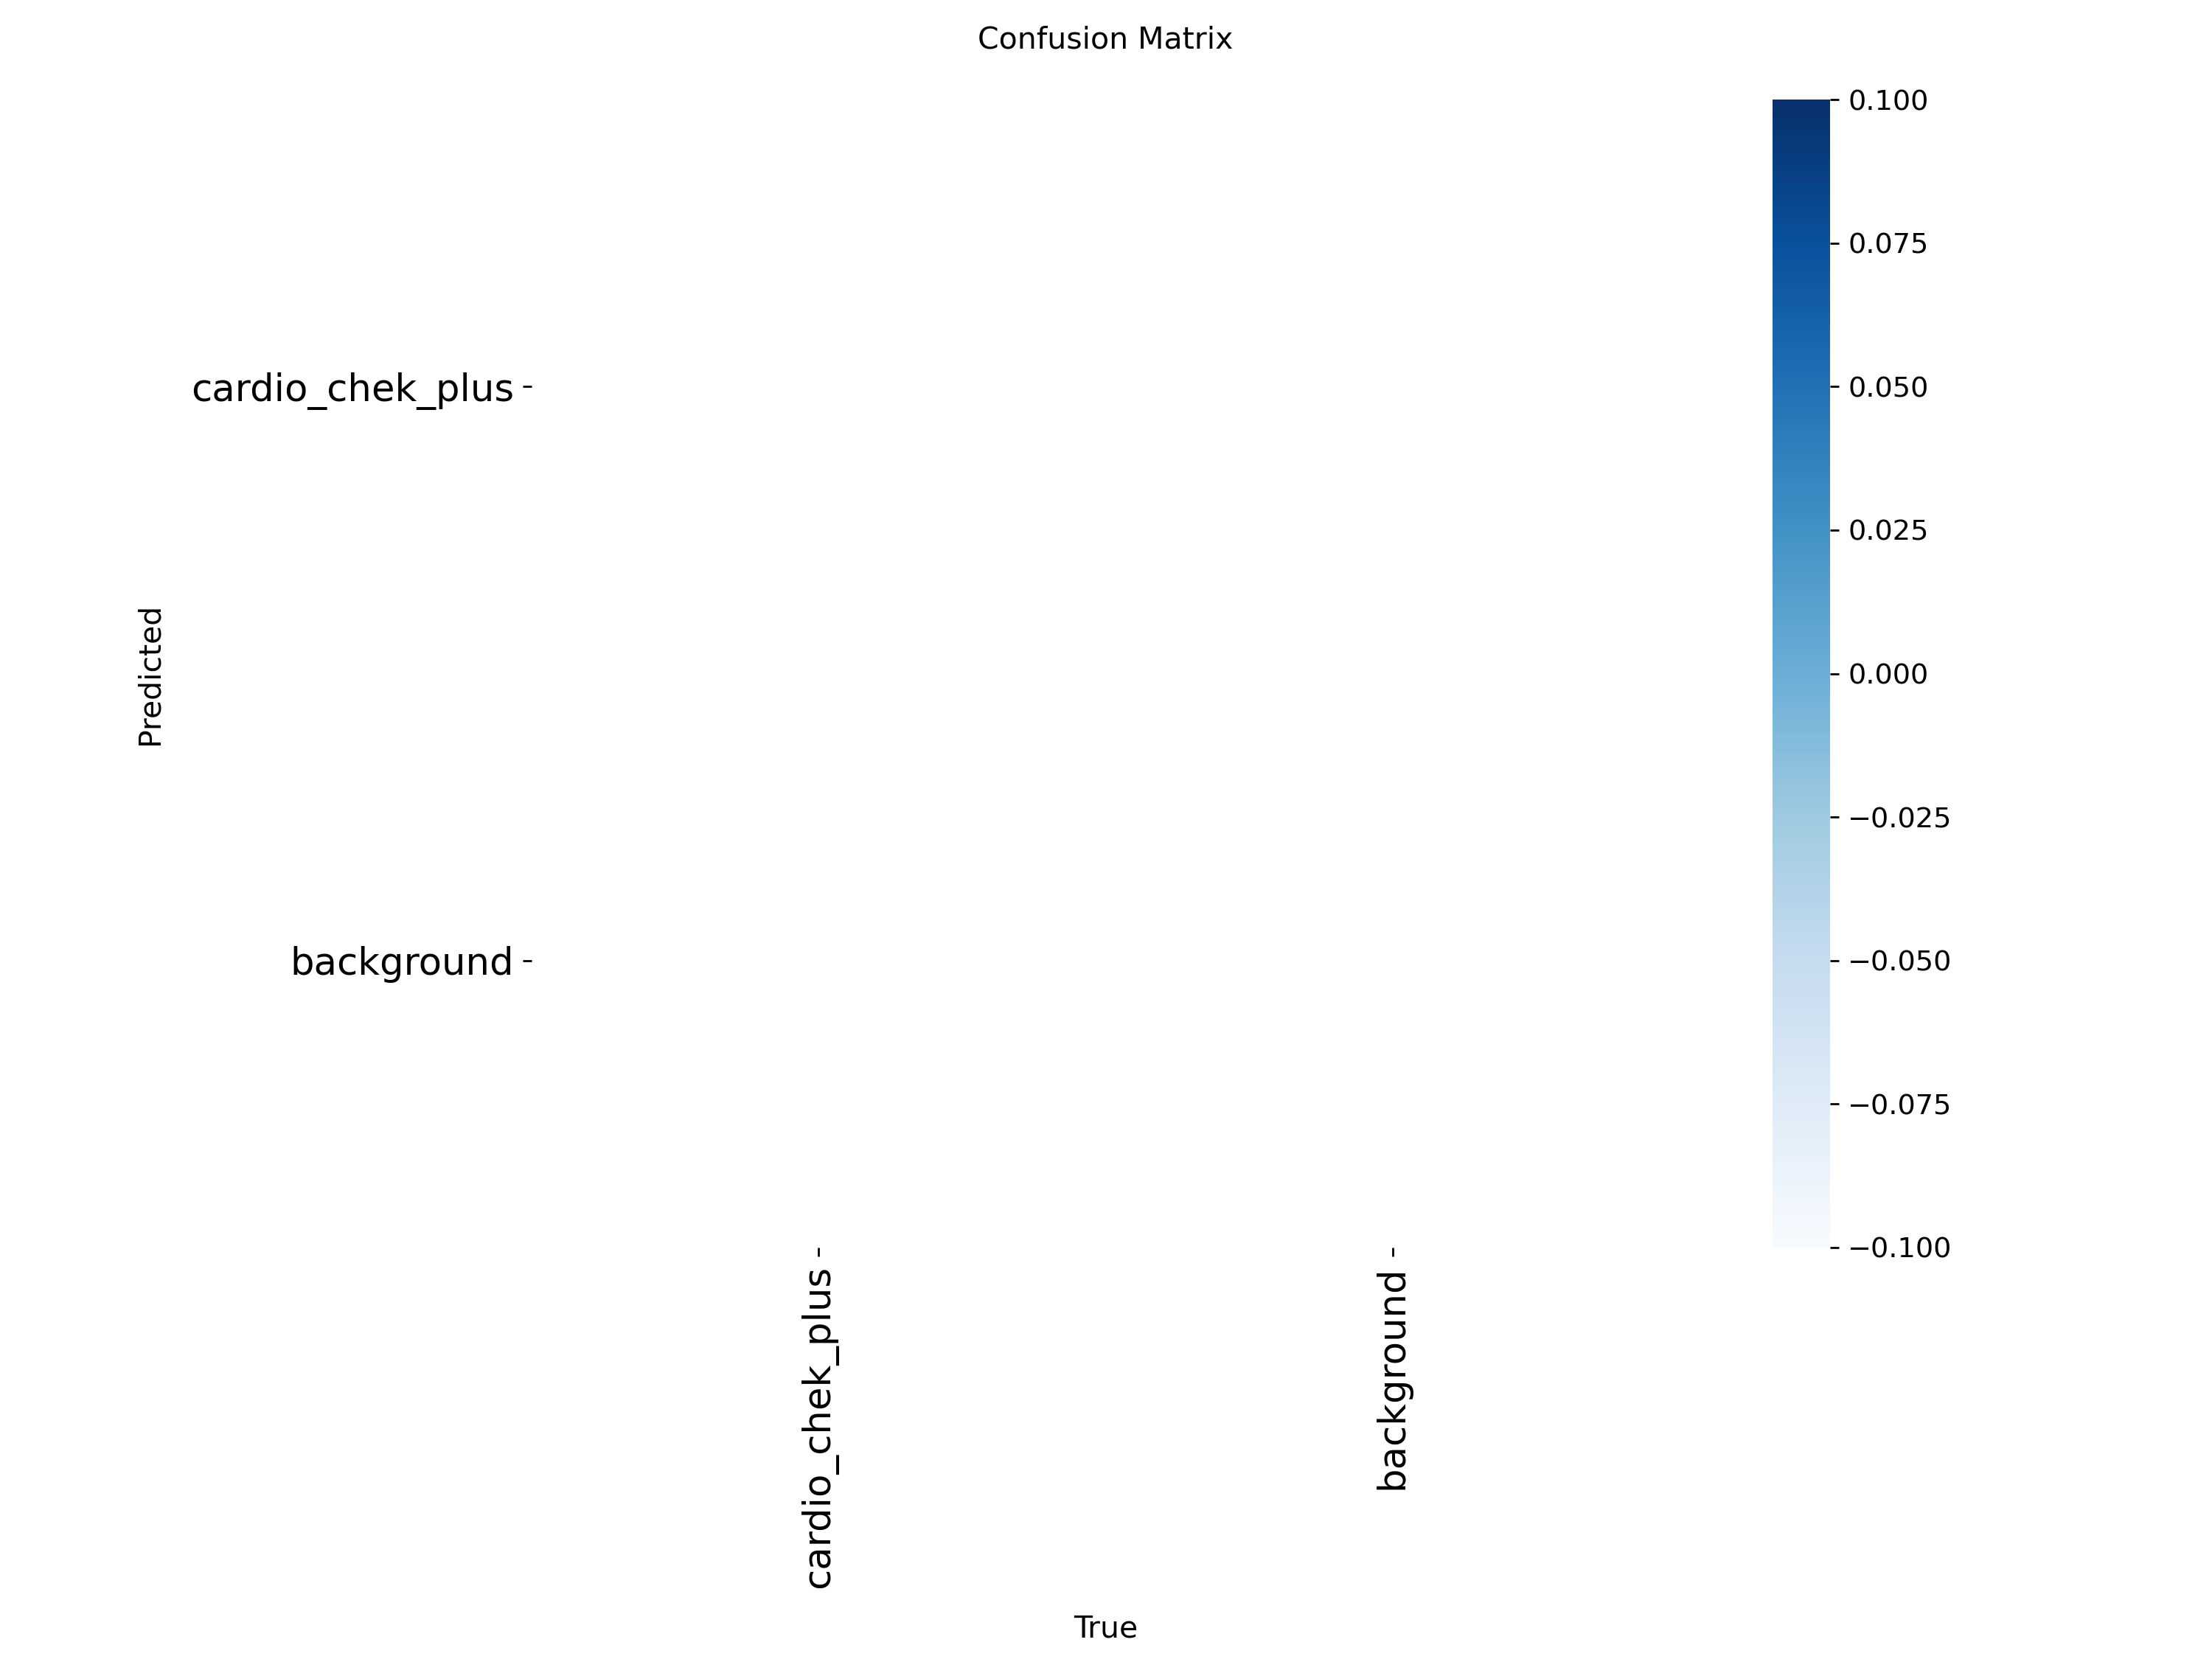 Confusion Matrix
Predicted
cardio_chek_plus
background
cardio_chek_plus
background
True
0.100
0.075
0.050
0.025
0.000
−0.025
−0.050
−0.075
−0.100